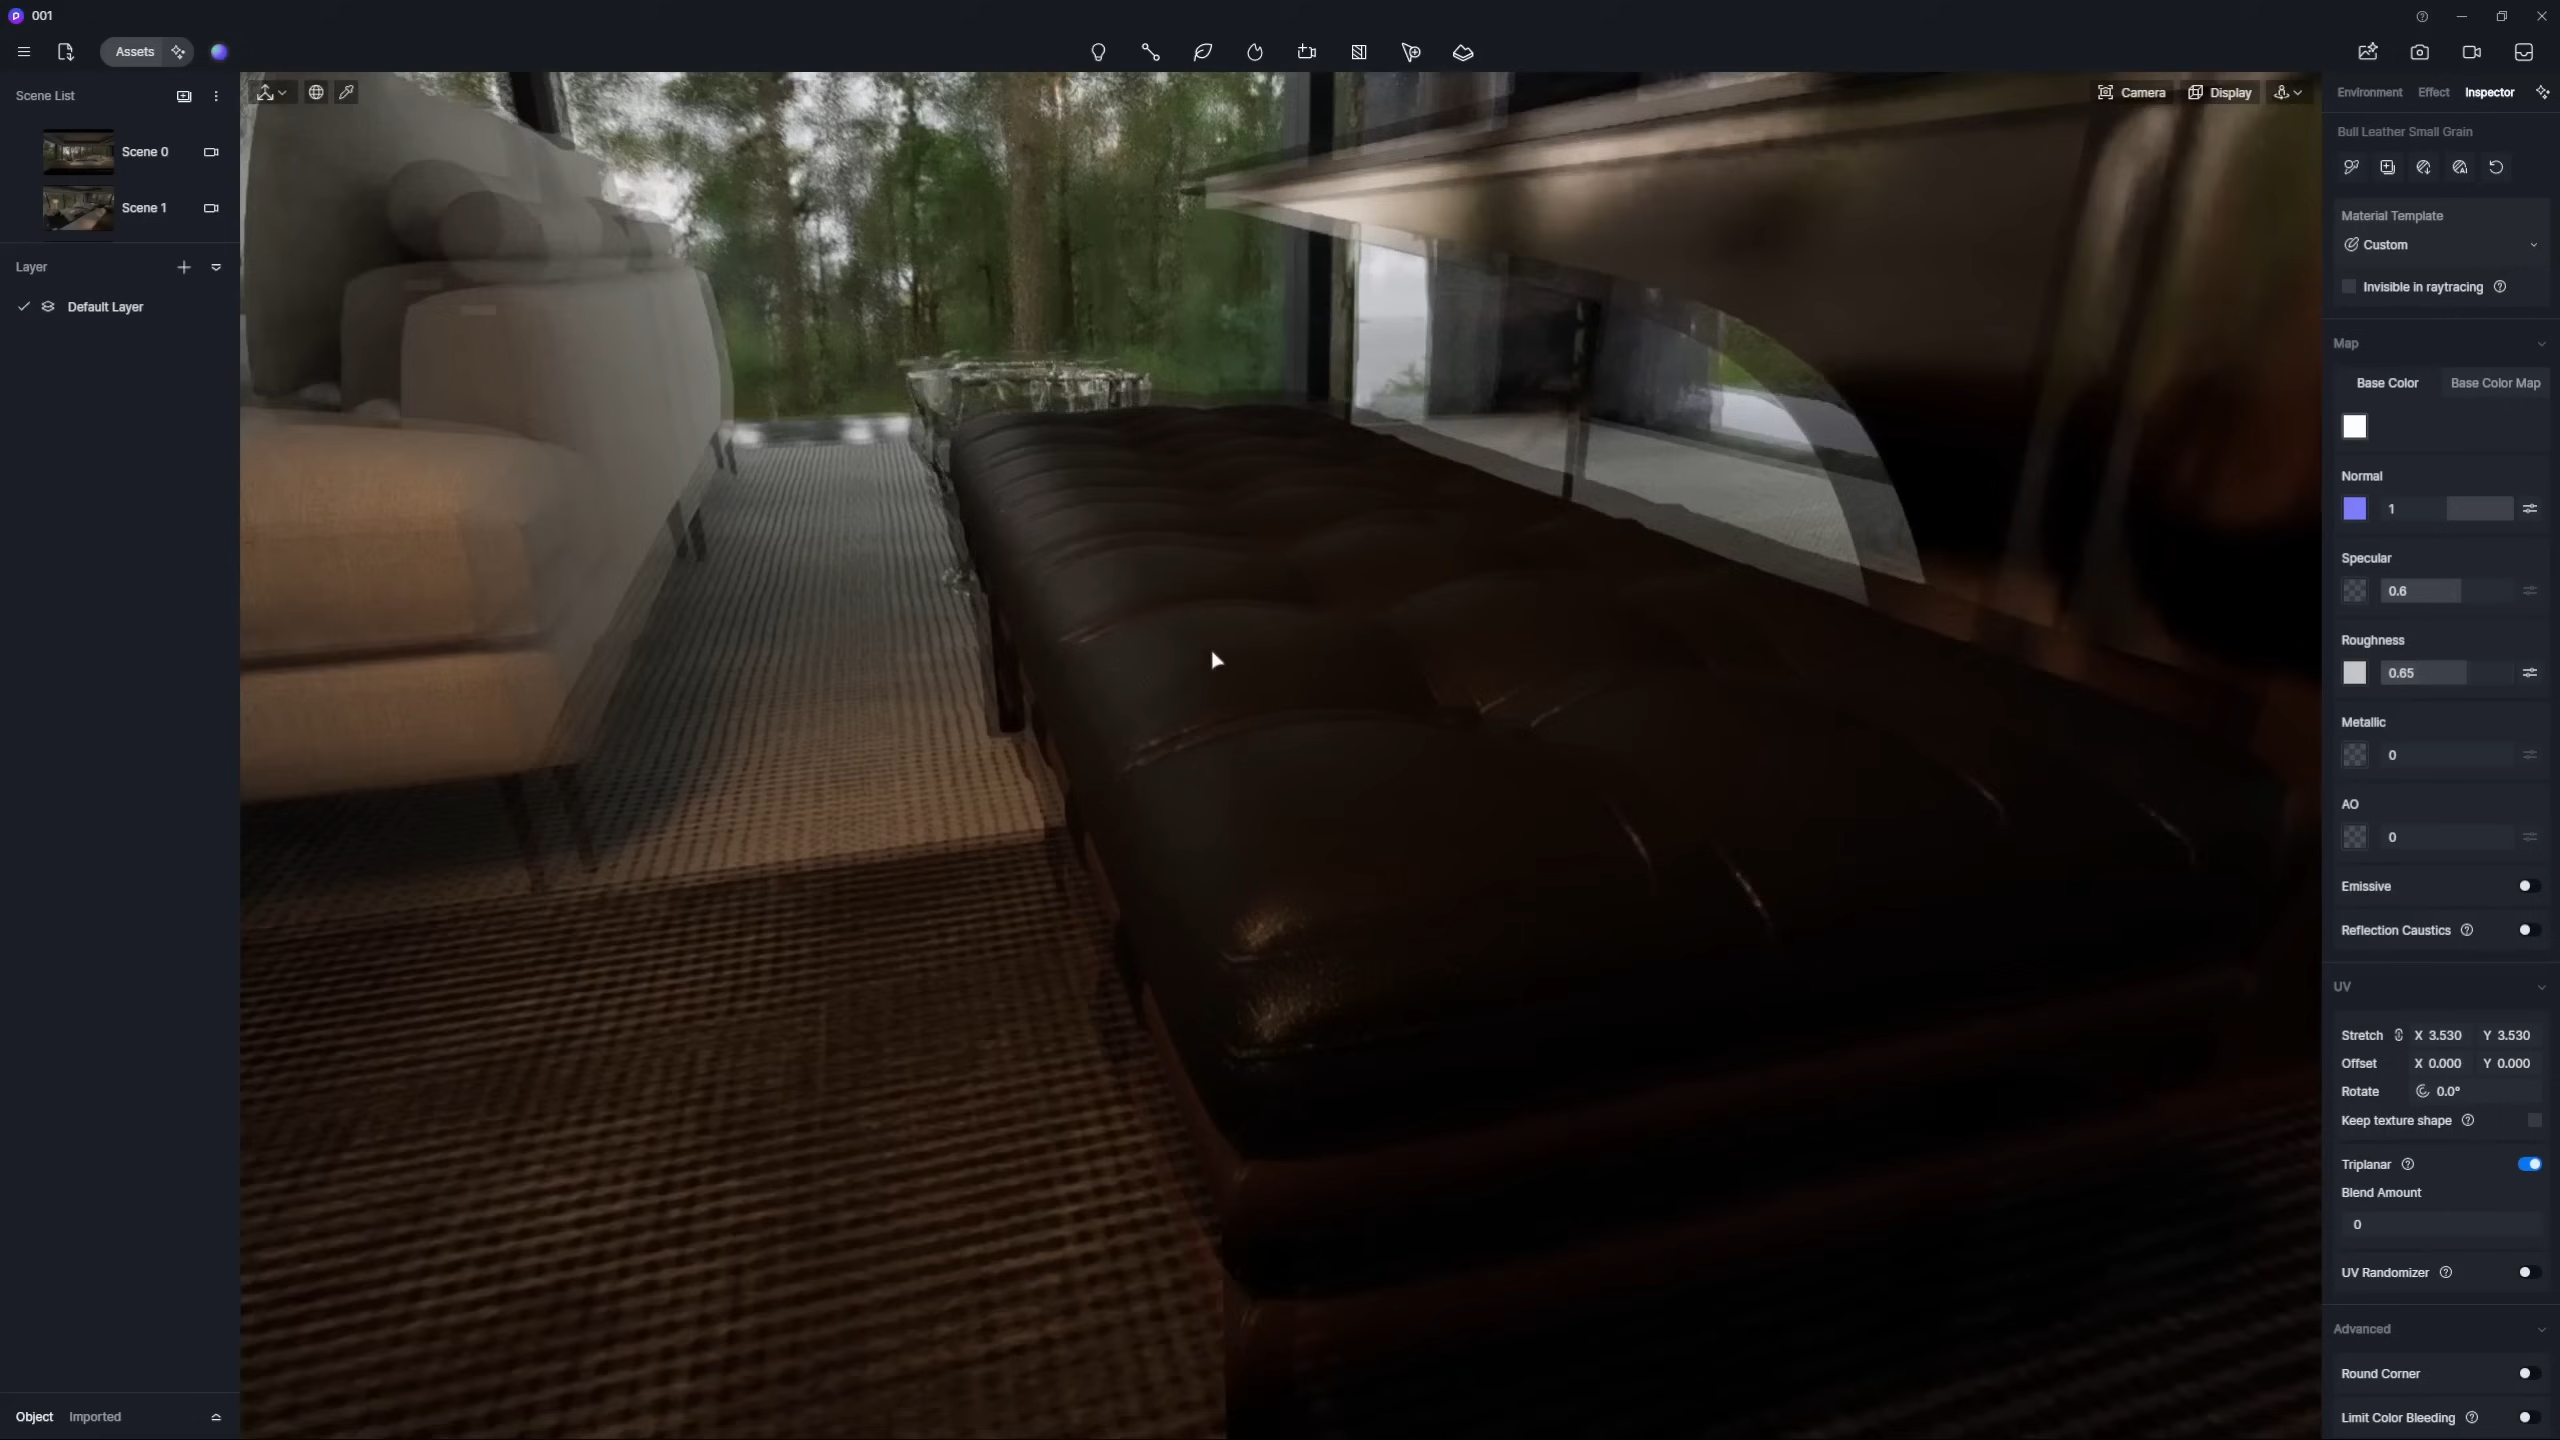 001
Assets
Scene List
Scene 0
Scene 1
Layer
Default Layer
Object Imported
Camera Display
Environment Effect Inspector
Bull Leather Small Grain
Material Template
Custom
Invisible in raytracing
Map
Base Color Base Color Map
Normal
1
Specular
0.6
Roughness
0.65
Metallic
0
AO
0
Emissive
Reflection Caustics
UV
Stretch X 3.530 Y 3.530
Offset X 0.000 Y 0.000
Rotate 0.0°
Keep texture shape
Triplanar
Blend Amount
0
UV Randomizer
Advanced
Round Corner
Limit Color Bleeding